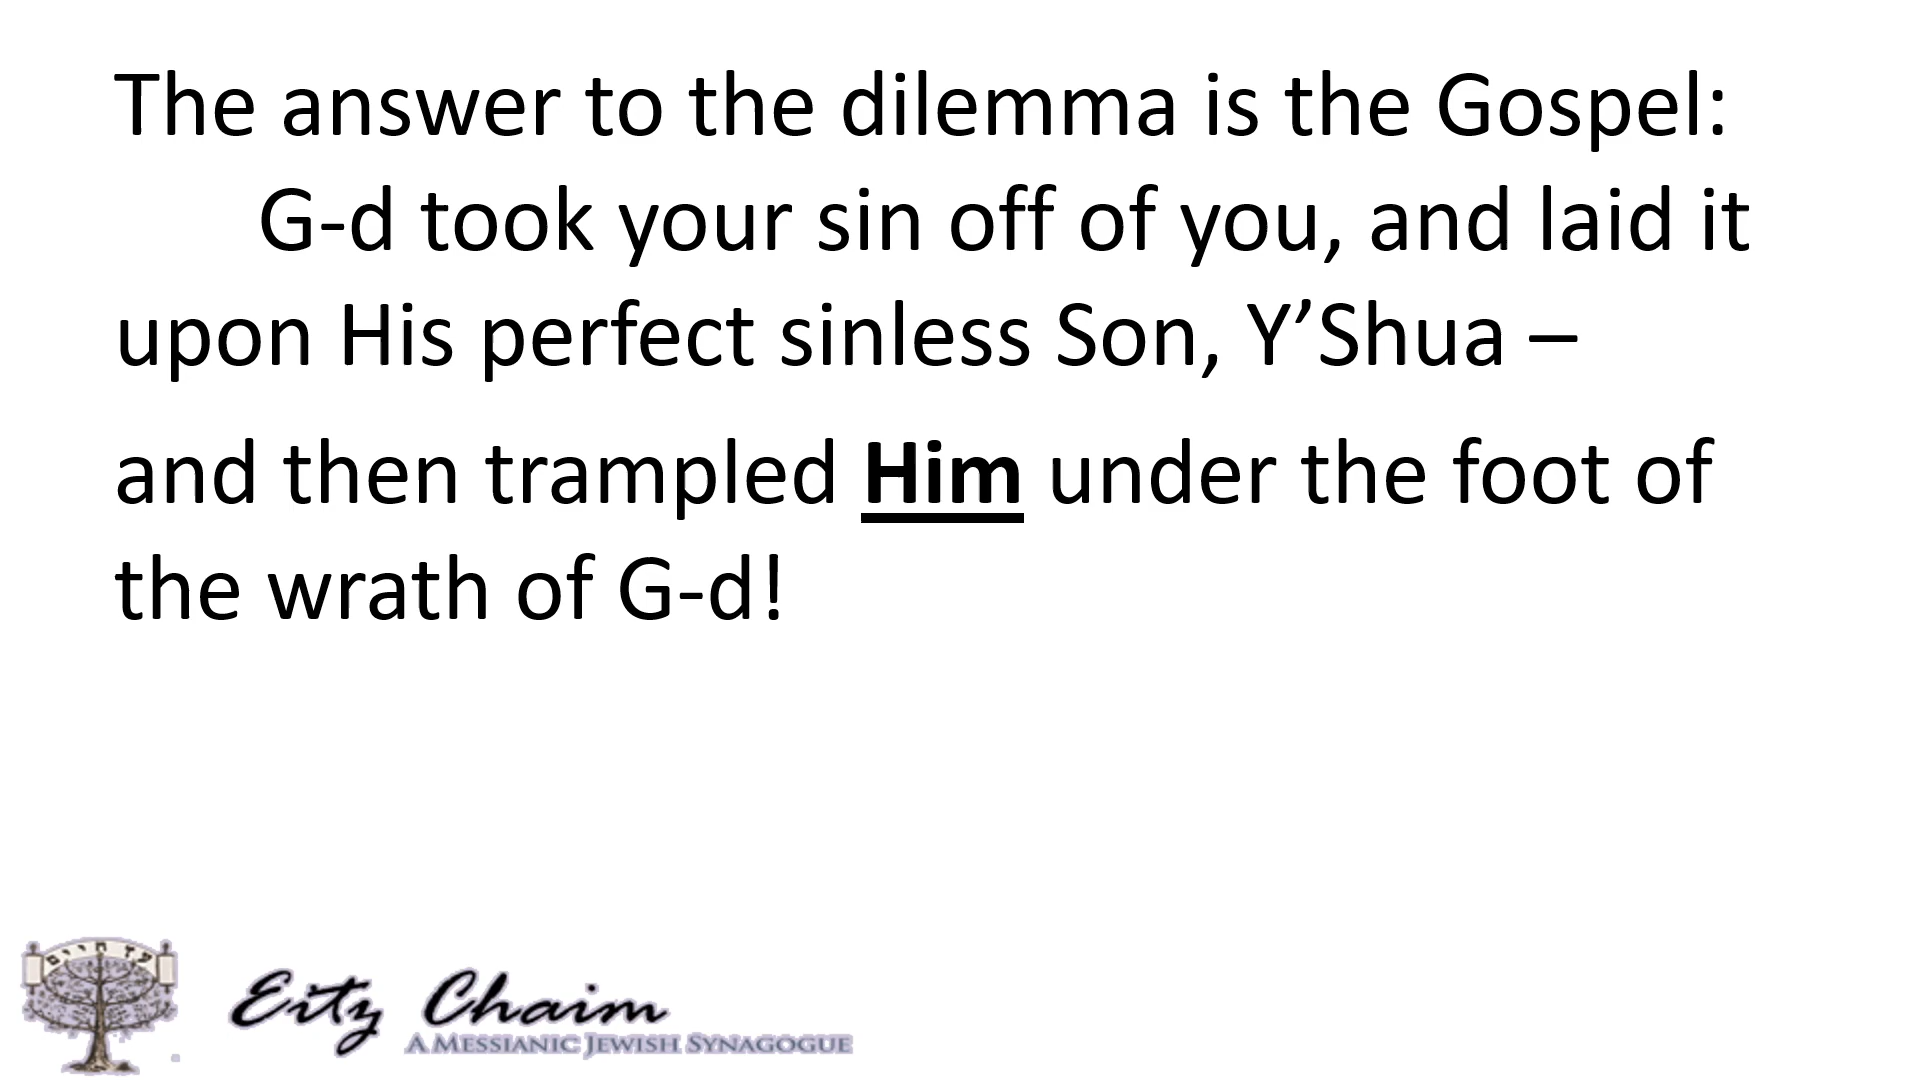 The answer to the dilemma is the Gospel:
G-d took your sin off of you, and laid it
upon His perfect sinless Son, Y’Shua –
and then trampled Him under the foot of
the wrath of G-d!
עץ חיים
Eitz Chaim
A Messianic Jewish Synagogue